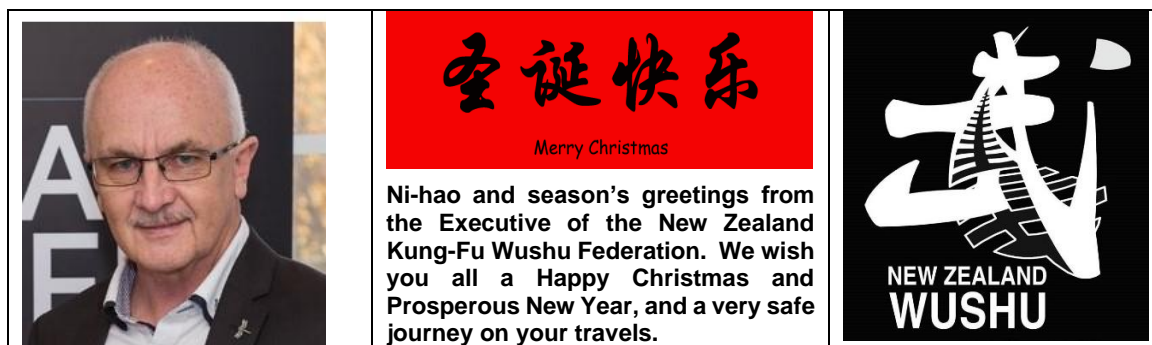 A
圣诞快乐
Merry Christmas
Ni-hao and season’s greetings from
the Executive of the New Zealand
Kung-Fu Wushu Federation. We wish
you all a Happy Christmas and
Prosperous New Year, and a very safe
journey on your travels.
武
NEW ZEALAND
WUSHU